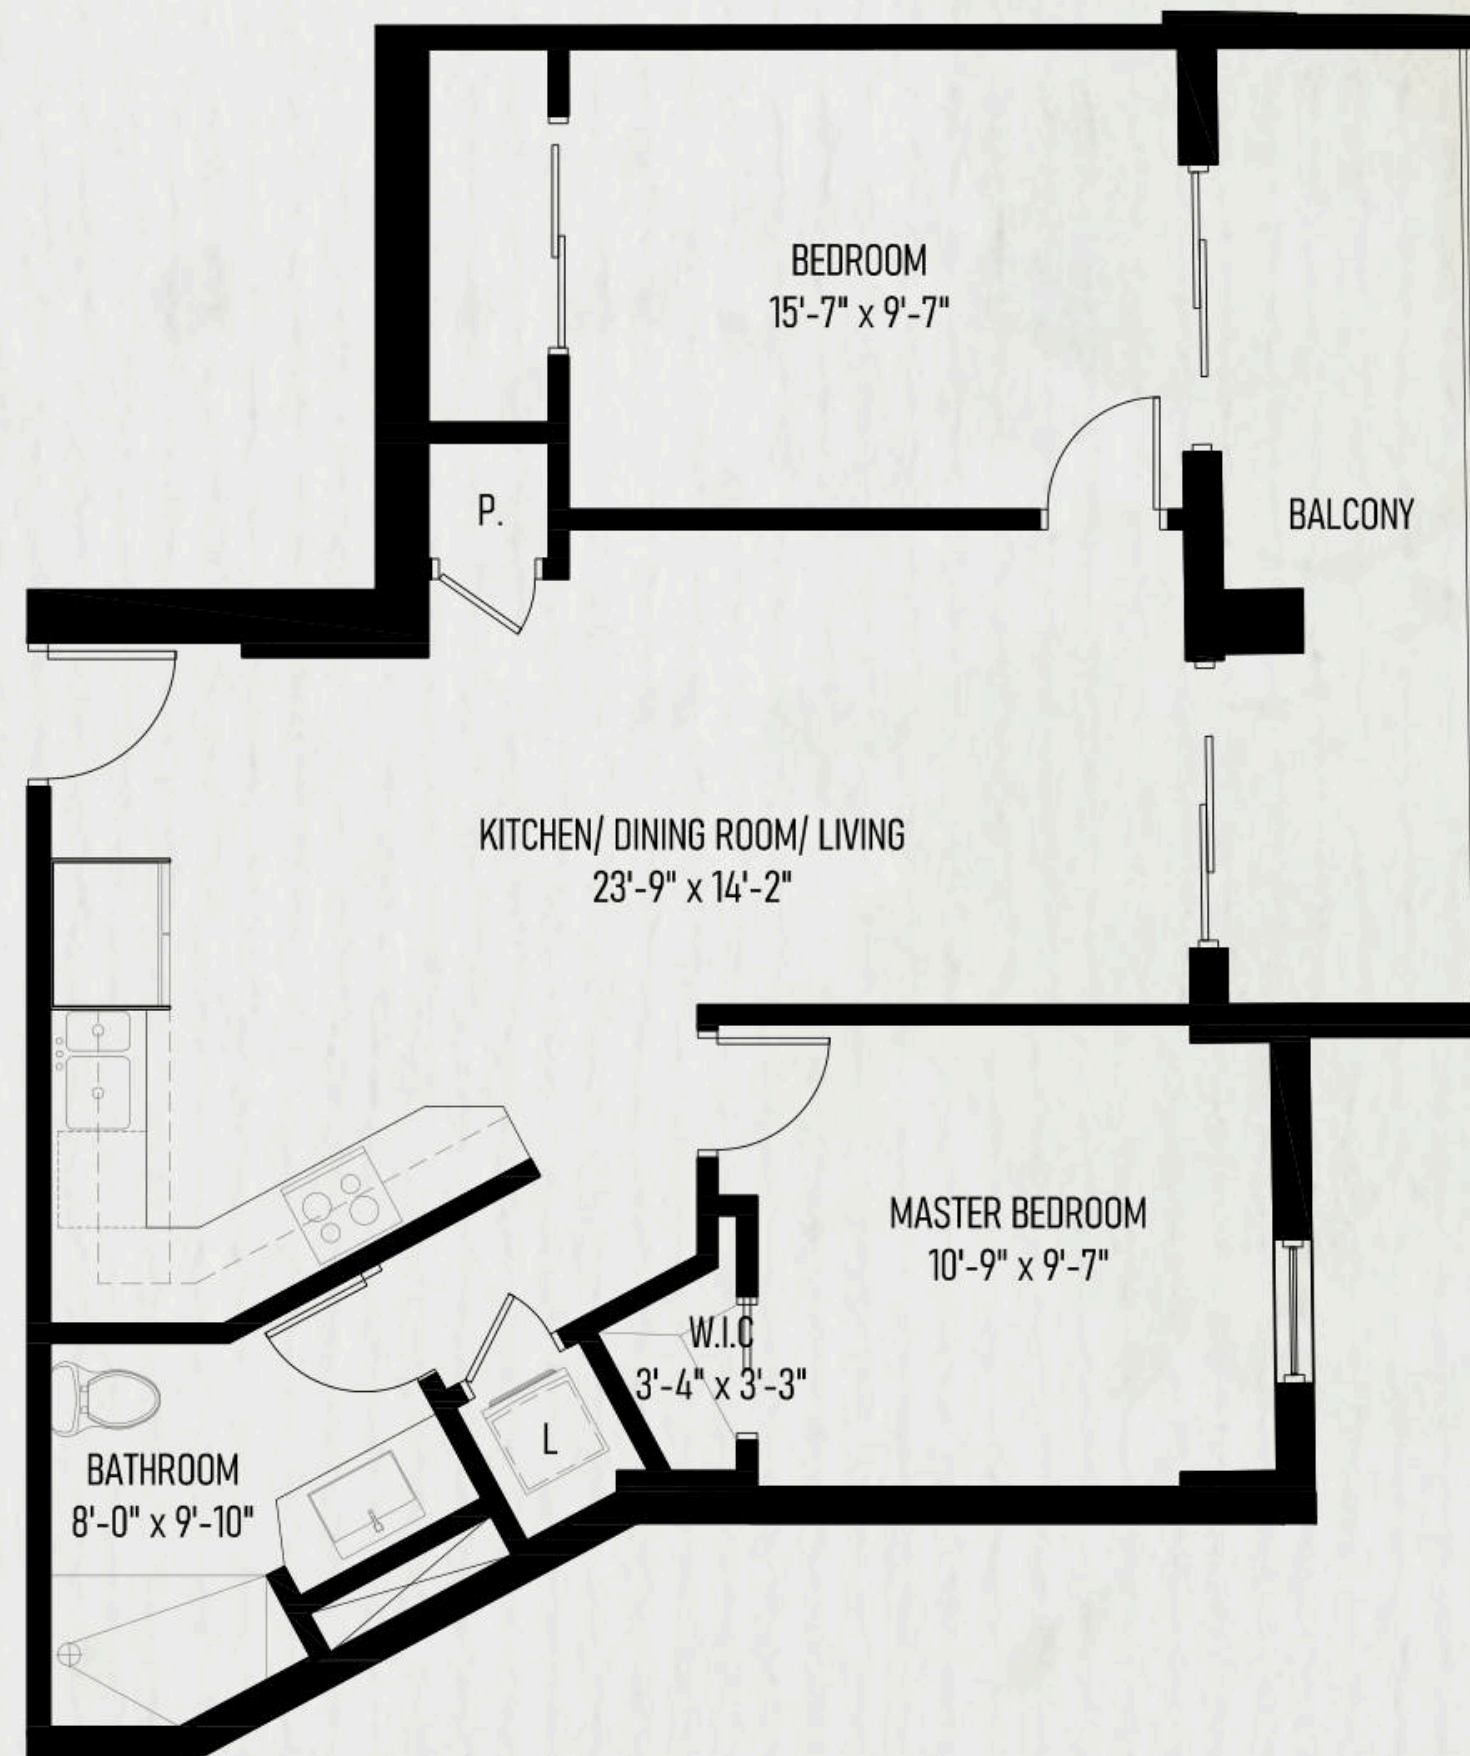 BEDROOM
15'-7" x 9'-7"
P.
BALCONY
KITCHEN/ DINING ROOM/ LIVING
23'-9" x 14'-2"
MASTER BEDROOM
10'-9" x 9'-7"
W.I.C
3'-4" x 3'-3"
L
BATHROOM
8'-0" x 9'-10"